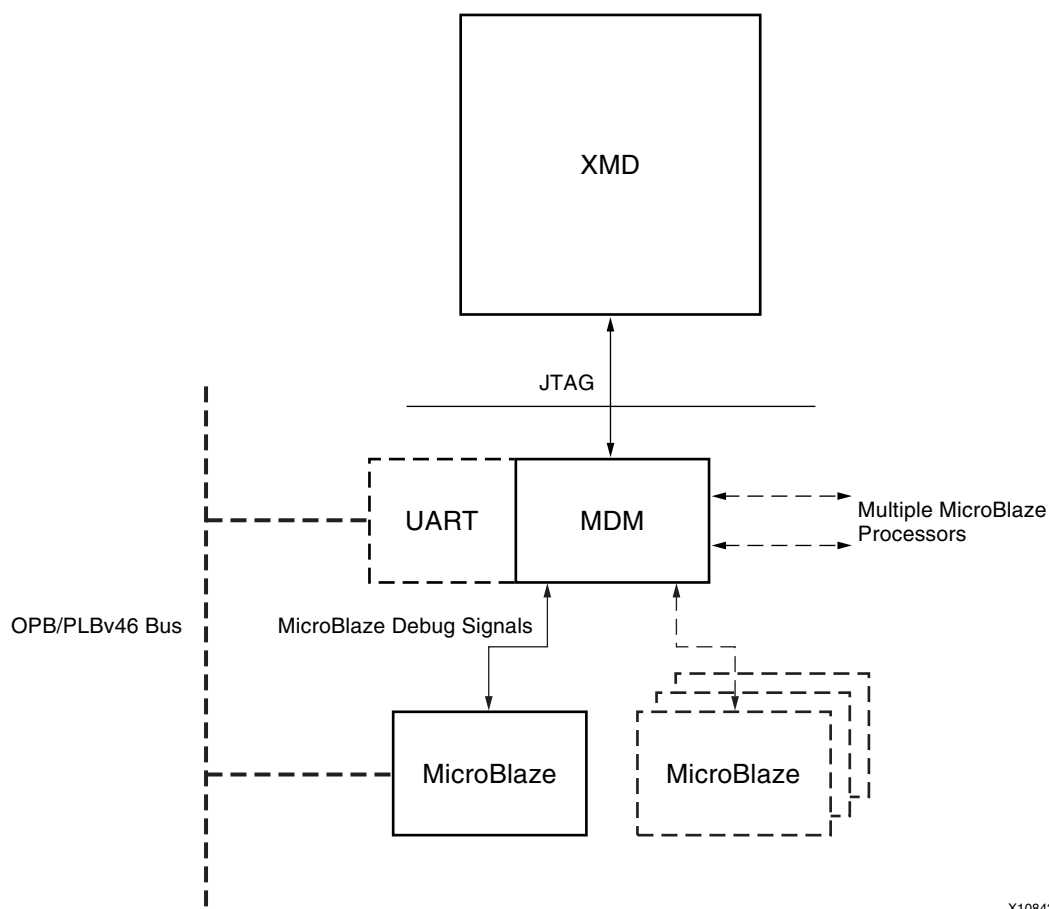 XMD
JTAG
UART
MDM
Multiple MicroBlaze
Processors
OPB/PLBv46 Bus
MicroBlaze Debug Signals
MicroBlaze
MicroBlaze